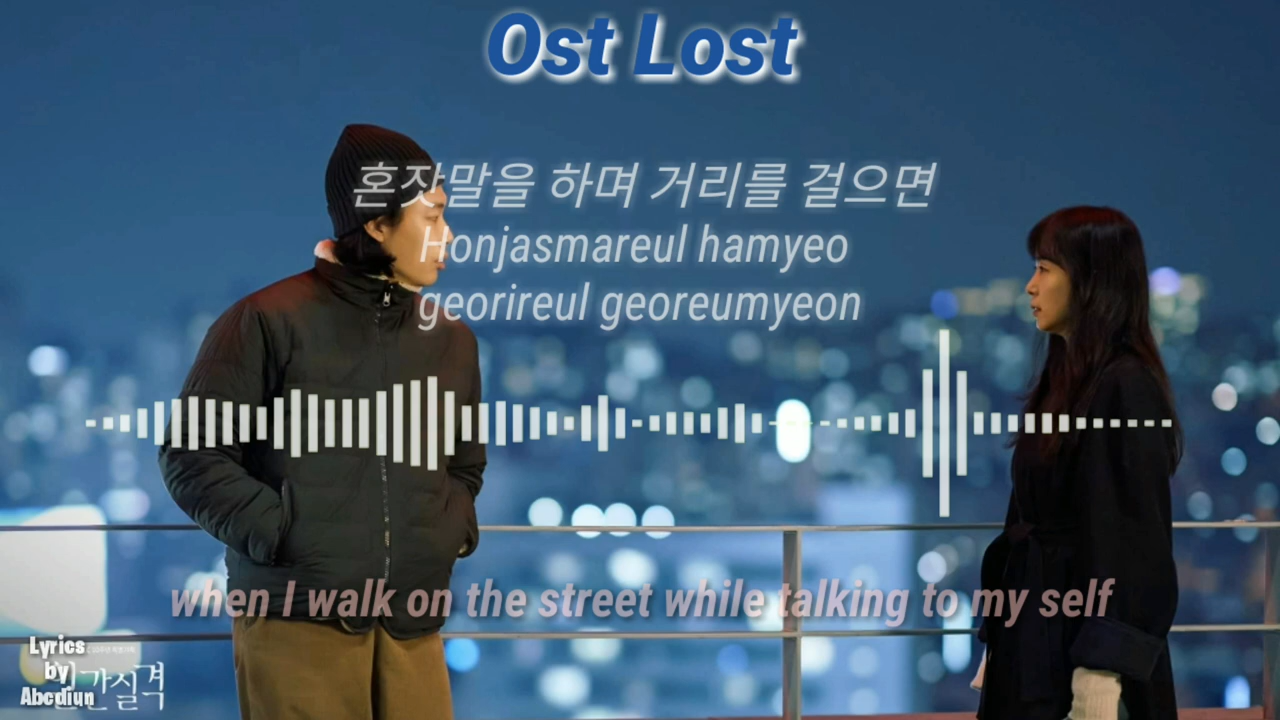 Ost Lost
혼잣말을 하며 거리를 걸으면
Honjasmareul hamyeo
georireul georeumyeon
when I walk on the street while talking to my self
Lyrics
by
Abcdiun
인간실격